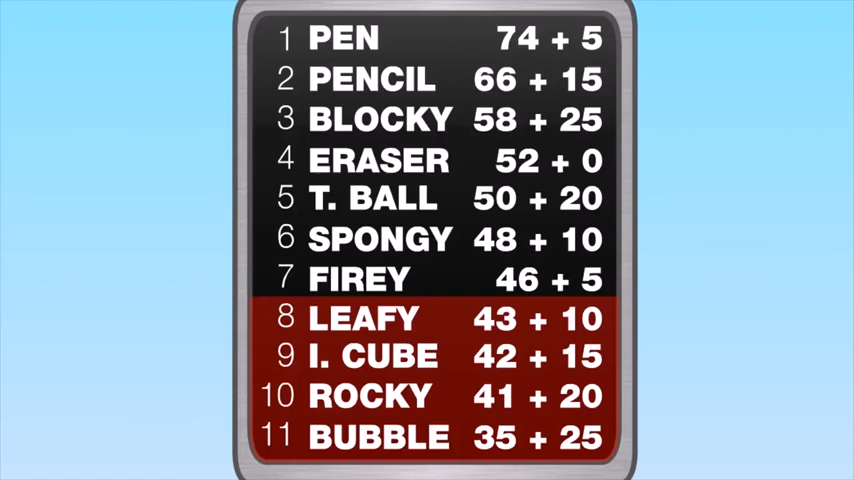 1 PEN 74 + 5
2 PENCIL 66 + 15
3 BLOCKY 58 + 25
4 ERASER 52 + 0
5 T. BALL 50 + 20
6 SPONGY 48 + 10
7 FIREY 46 + 5
8 LEAFY 43 + 10
9 I. CUBE 42 + 15
10 ROCKY 41 + 20
11 BUBBLE 35 + 25